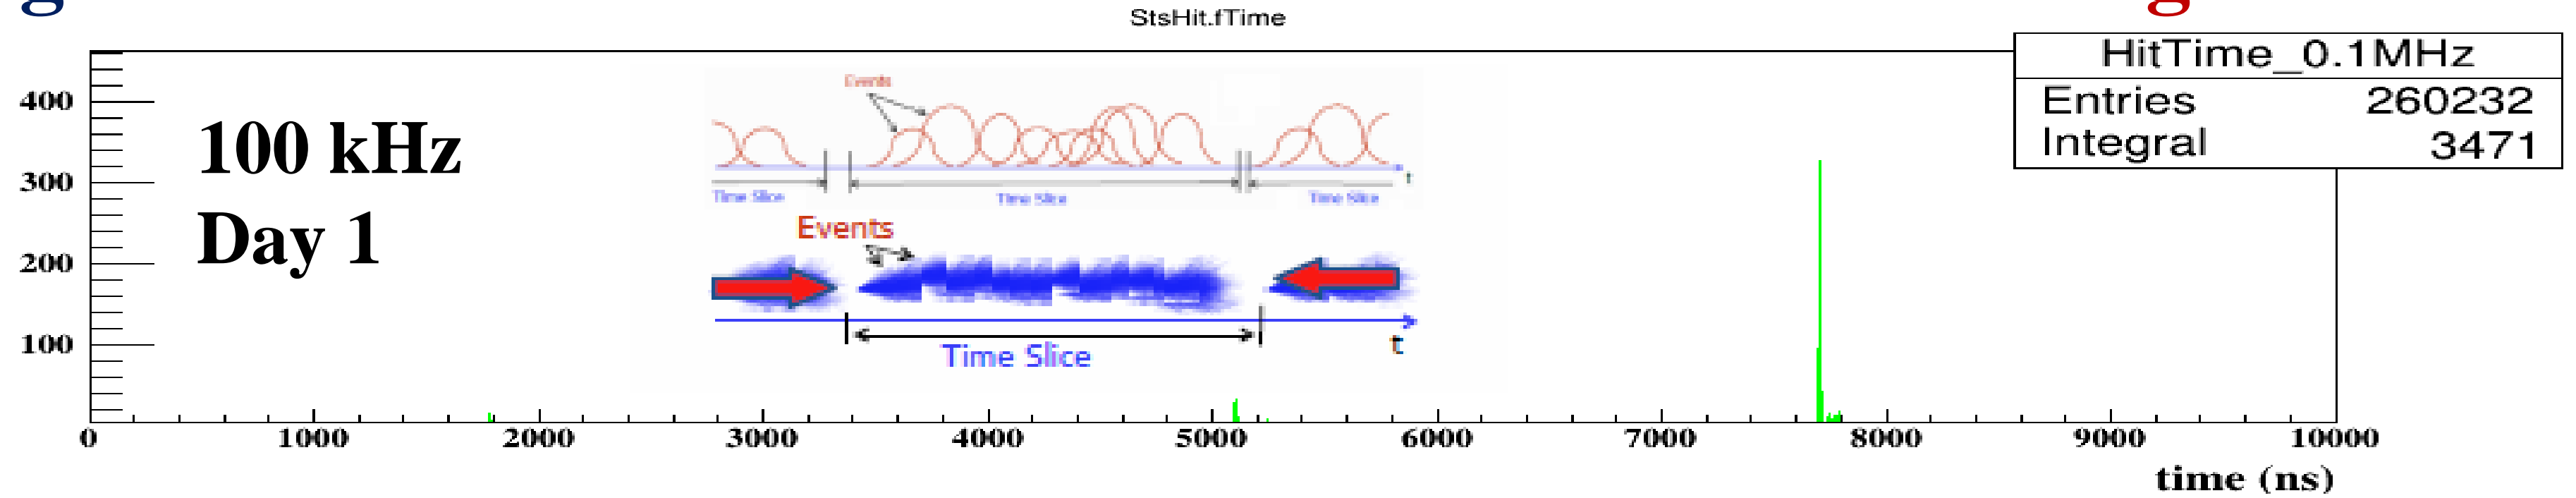 g
g
StsHit.fTime
HitTime_0.1MHz
Entries 260232
Integral 3471
400
300
200
100
100 kHz
Day 1
Events
t
Time Slice
Time Slice
Time Slice
Events
t
Time Slice
0 1000 2000 3000 4000 5000 6000 7000 8000 9000 10000
time (ns)